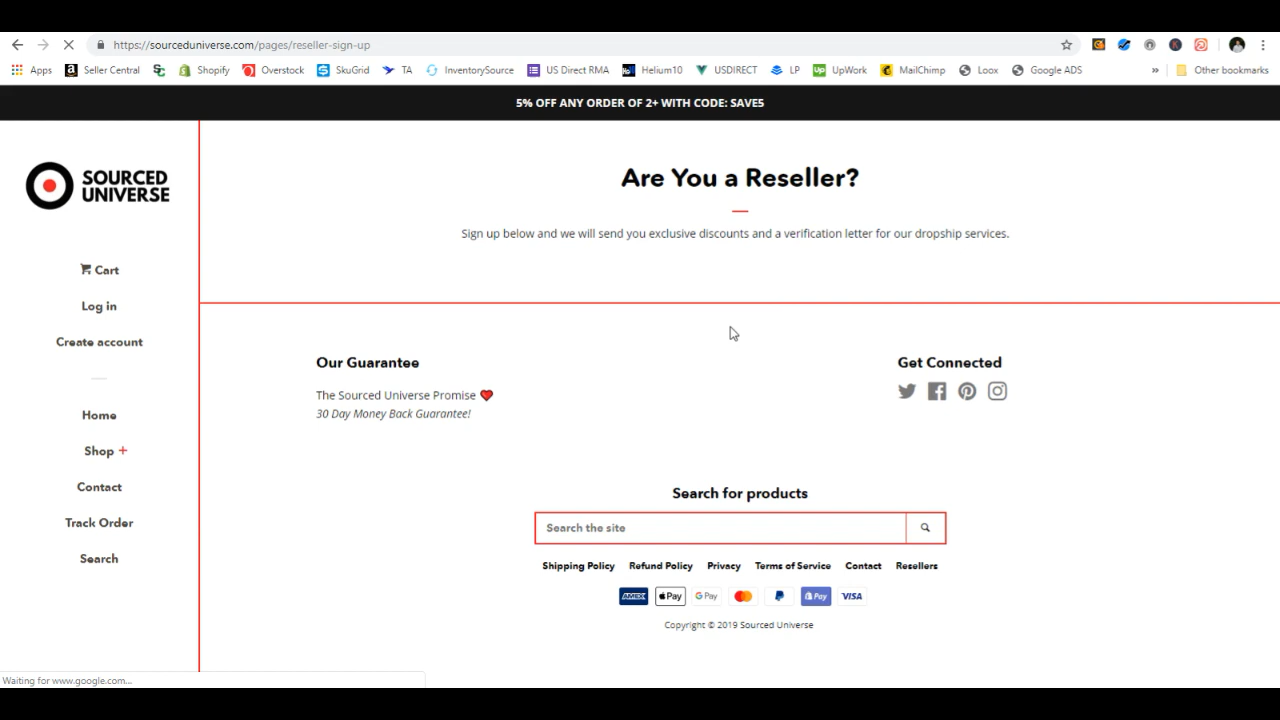 https://sourceduniverse.com/pages/reseller-sign-up
Apps Seller Central Shopify Overstock SkuGrid TA InventorySource US Direct RMA Helium10 USDIRECT LP UpWork MailChimp Loox Google ADS » Other bookmarks
5% OFF ANY ORDER OF 2+ WITH CODE: SAVE5
SOURCED
UNIVERSE
Are You a Reseller?
Sign up below and we will send you exclusive discounts and a verification letter for our dropship services.
Cart
Log in
Create account
Home
Shop +
Contact
Track Order
Search
Our Guarantee
The Sourced Universe Promise ❤
30 Day Money Back Guarantee!
Get Connected
Search for products
Search the site
Shipping Policy Refund Policy Privacy Terms of Service Contact Resellers
AMEX Pay G Pay Pay VISA
Copyright © 2019 Sourced Universe
Waiting for www.google.com...